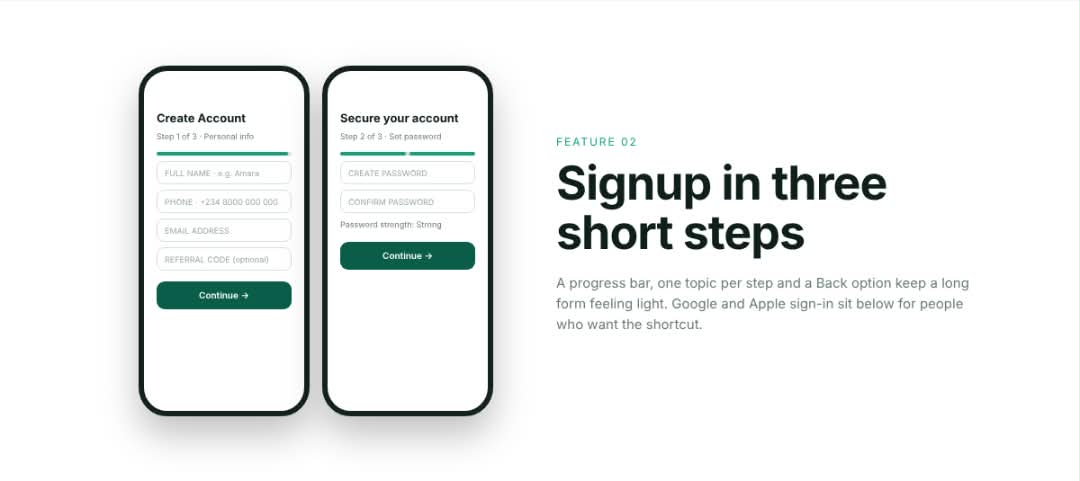 Create Account
Step 1 of 3 · Personal info
FULL NAME · e.g. Amara
PHONE · +234 8000 000 000
EMAIL ADDRESS
REFERRAL CODE (optional)
Continue →
Secure your account
Step 2 of 3 · Set password
CREATE PASSWORD
CONFIRM PASSWORD
Password strength: Strong
Continue →
FEATURE 02
Signup in three
short steps
A progress bar, one topic per step and a Back option keep a long
form feeling light. Google and Apple sign-in sit below for people
who want the shortcut.